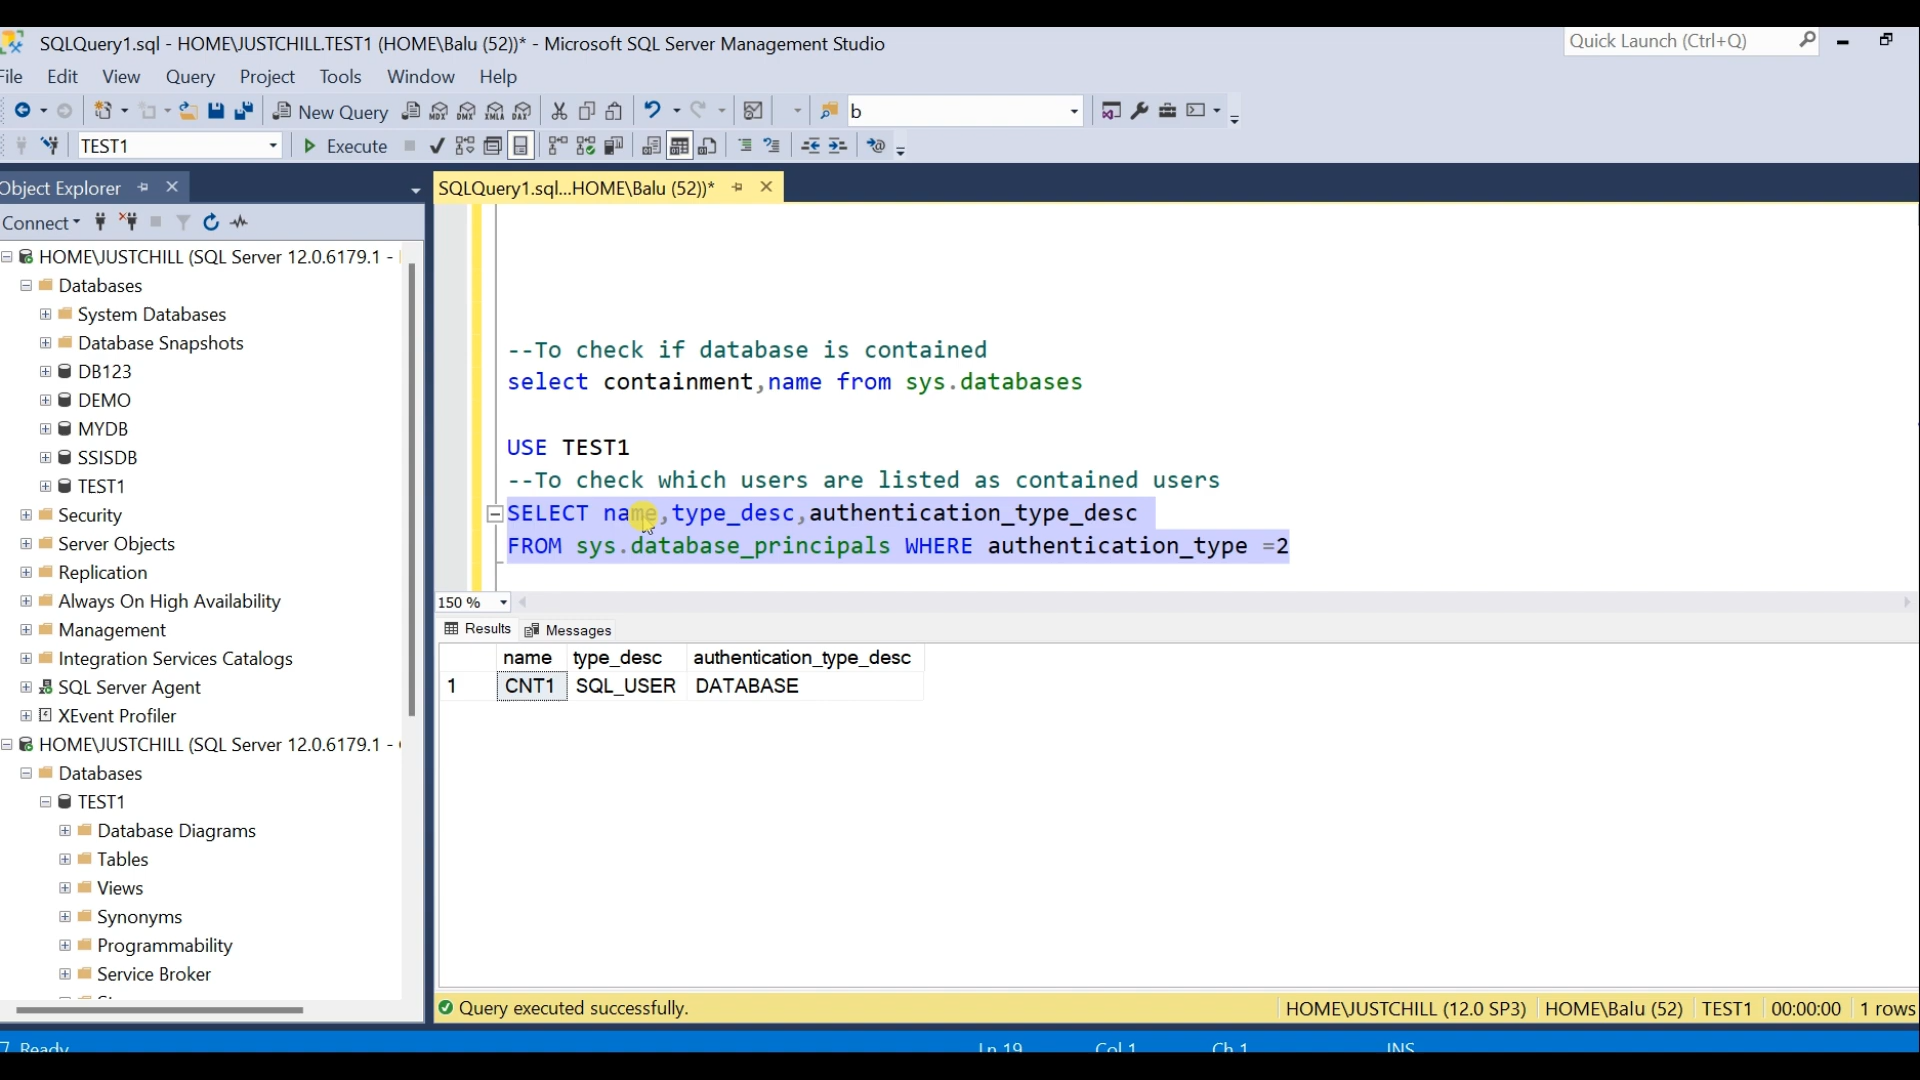 SQLQuery1.sql - HOME\JUSTCHILL.TEST1 (HOME\Balu (52))* - Microsoft SQL Server Management Studio
Quick Launch (Ctrl+Q)
File Edit View Query Project Tools Window Help
New Query MDX DMX XMLA DAX b
TEST1 Execute
Object Explorer
SQLQuery1.sql...HOME\Balu (52))*
Connect
HOME\JUSTCHILL (SQL Server 12.0.6179.1 -
Databases
System Databases
Database Snapshots
DB123
DEMO
MYDB
SSISDB
TEST1
Security
Server Objects
Replication
Always On High Availability
Management
Integration Services Catalogs
SQL Server Agent
XEvent Profiler
HOME\JUSTCHILL (SQL Server 12.0.6179.1 -
Databases
TEST1
Database Diagrams
Tables
Views
Synonyms
Programmability
Service Broker
--To check if database is contained
select containment,name from sys.databases
USE TEST1
--To check which users are listed as contained users
SELECT name,type_desc,authentication_type_desc
FROM sys.database_principals WHERE authentication_type =2
150 %
Results Messages
name type_desc authentication_type_desc
1 CNT1 SQL_USER DATABASE
Query executed successfully.
HOME\JUSTCHILL (12.0 SP3) HOME\Balu (52) TEST1 00:00:00 1 rows
Ready Ln 19 Col 1 Ch 1 INS